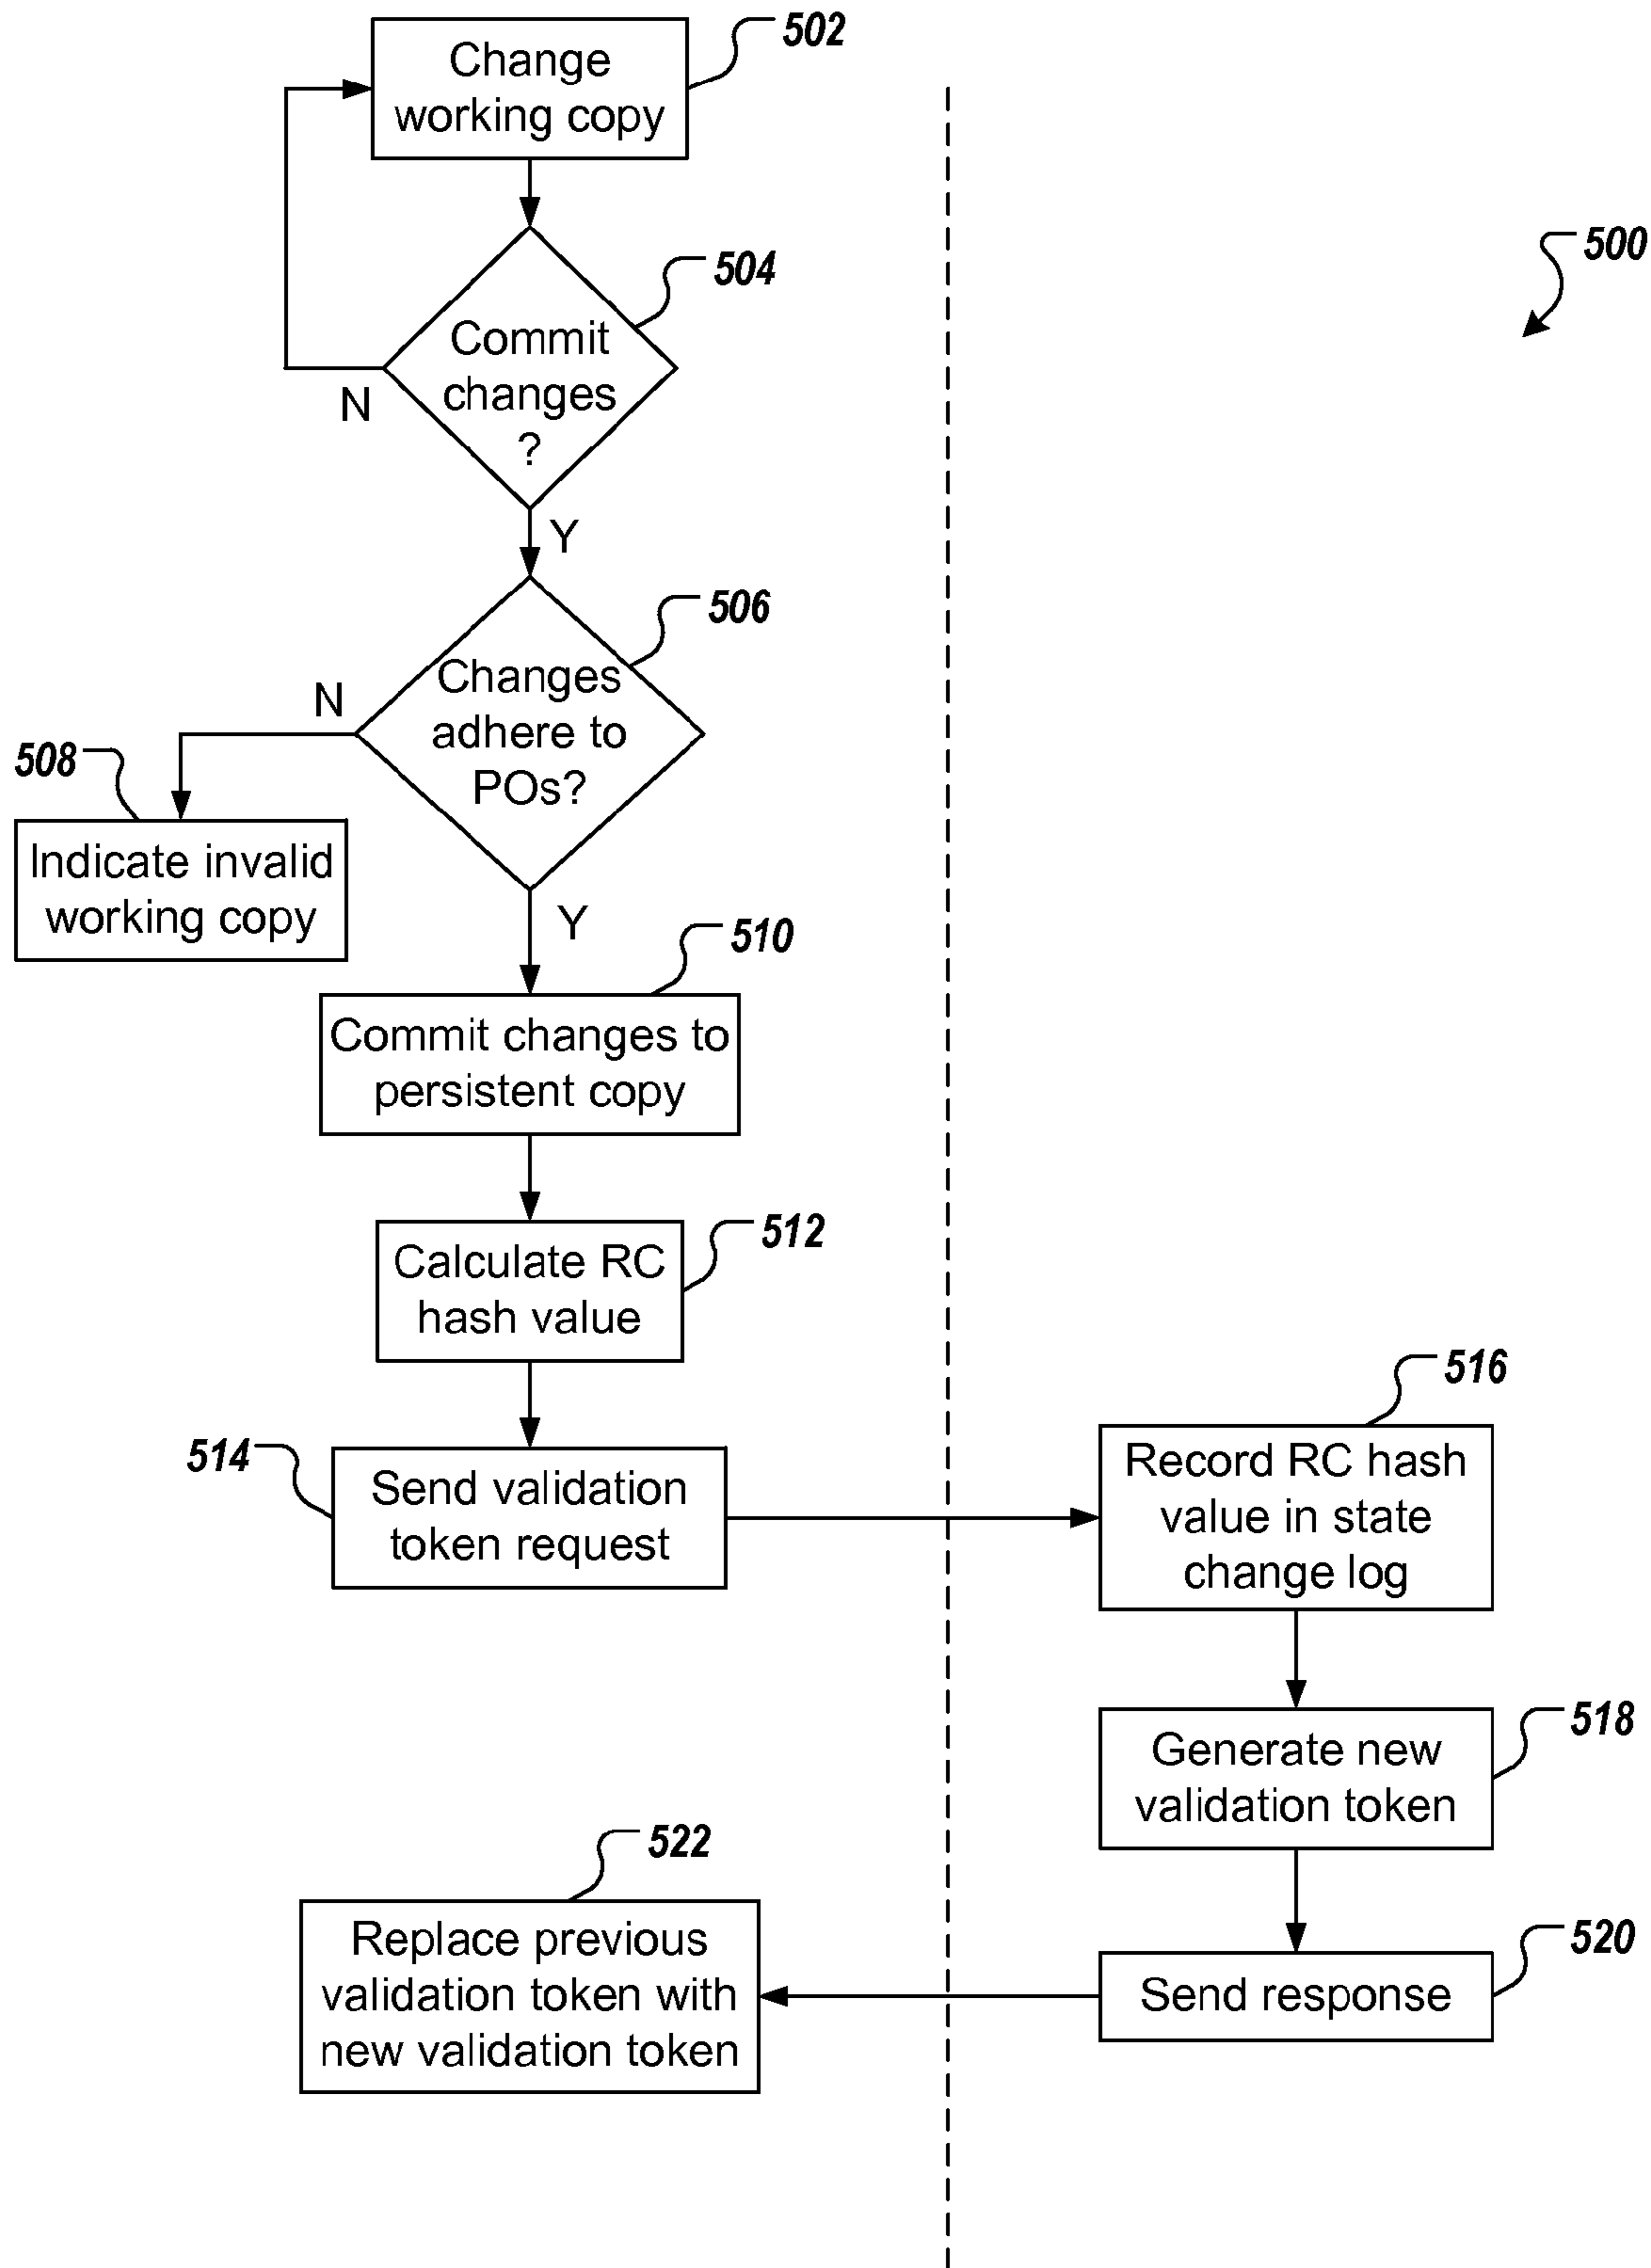 502
Change
working copy
500
504
Commit
changes
?
N
Y
506
Changes
adhere to
POs?
N
508
Indicate invalid
working copy
Y
510
Commit changes to
persistent copy
512
Calculate RC
hash value
514
Send validation
token request
516
Record RC hash
value in state
change log
518
Generate new
validation token
520
Send response
522
Replace previous
validation token with
new validation token